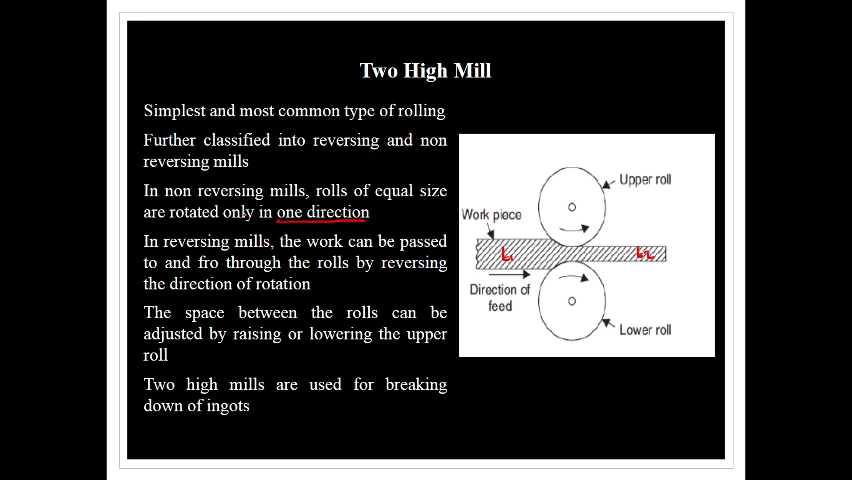 Two High Mill
Simplest and most common type of rolling
Further classified into reversing and non
reversing mills
In non reversing mills, rolls of equal size
are rotated only in one direction
In reversing mills, the work can be passed
to and fro through the rolls by reversing
the direction of rotation
The space between the rolls can be
adjusted by raising or lowering the upper
roll
Two high mills are used for breaking
down of ingots
Upper roll
Work piece
L1
L2
Direction of
feed
Lower roll